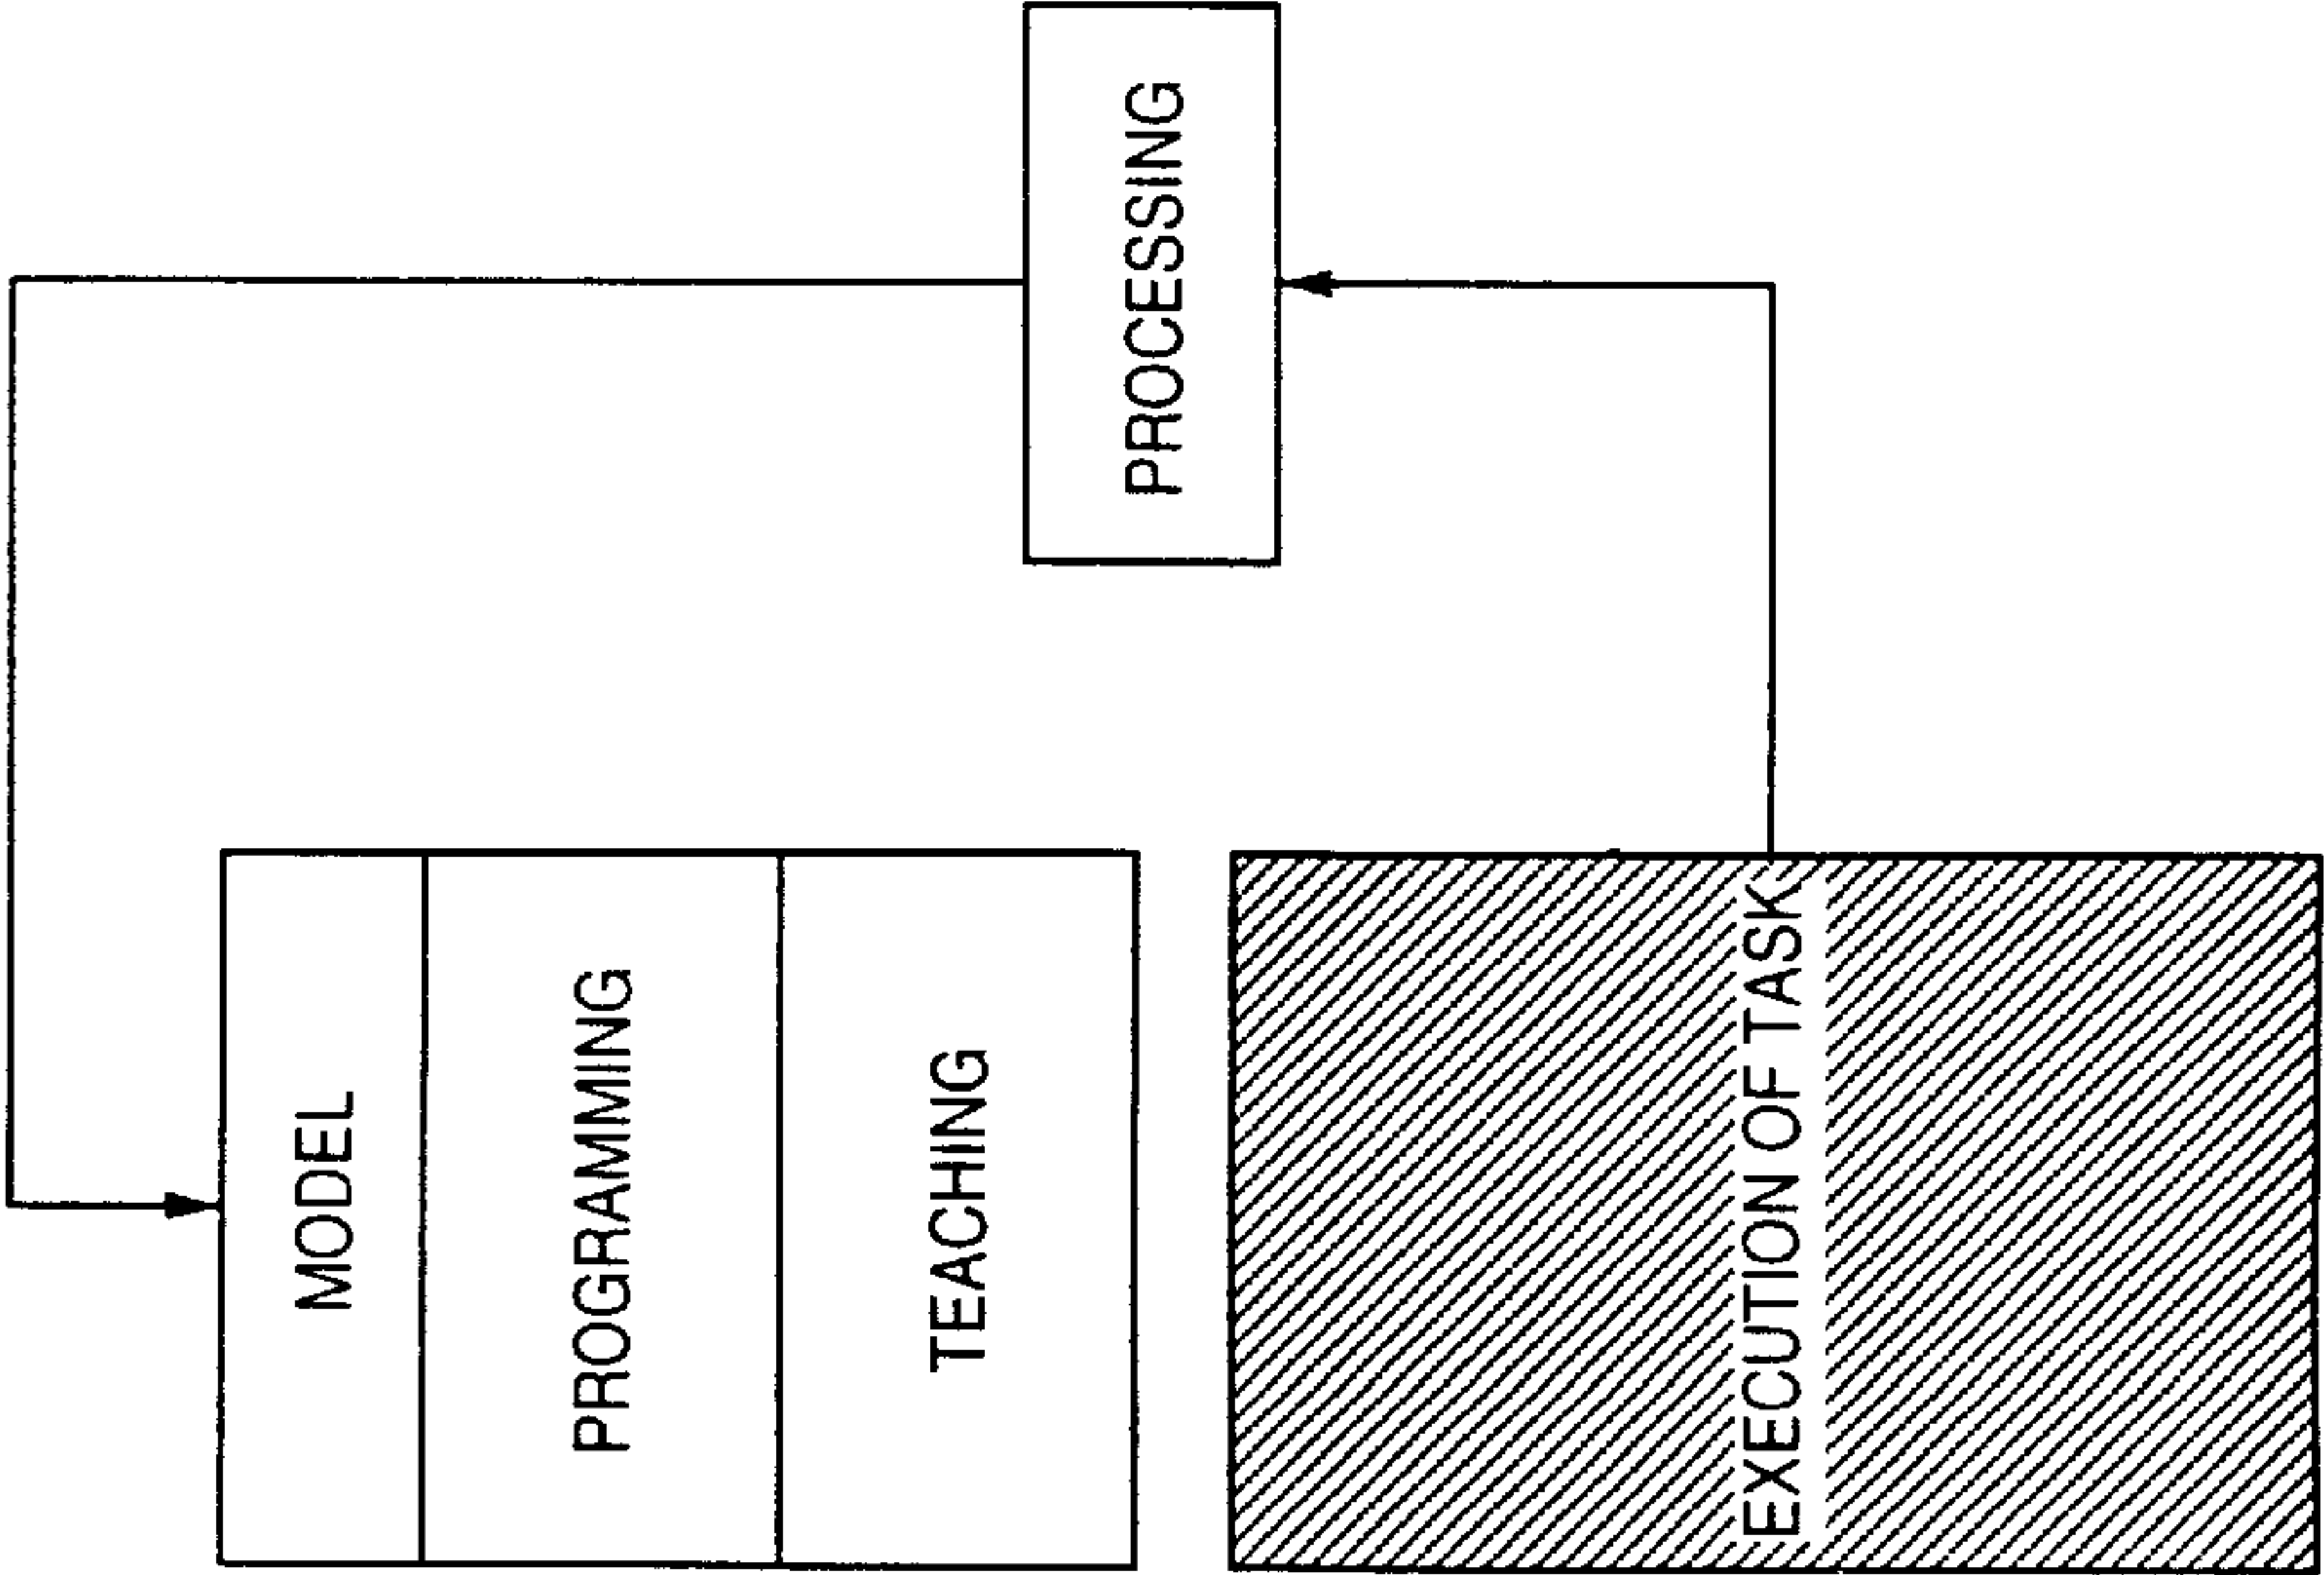 MODEL
PROGRAMMING
TEACHING
PROCESSING
EXECUTION OF TASK